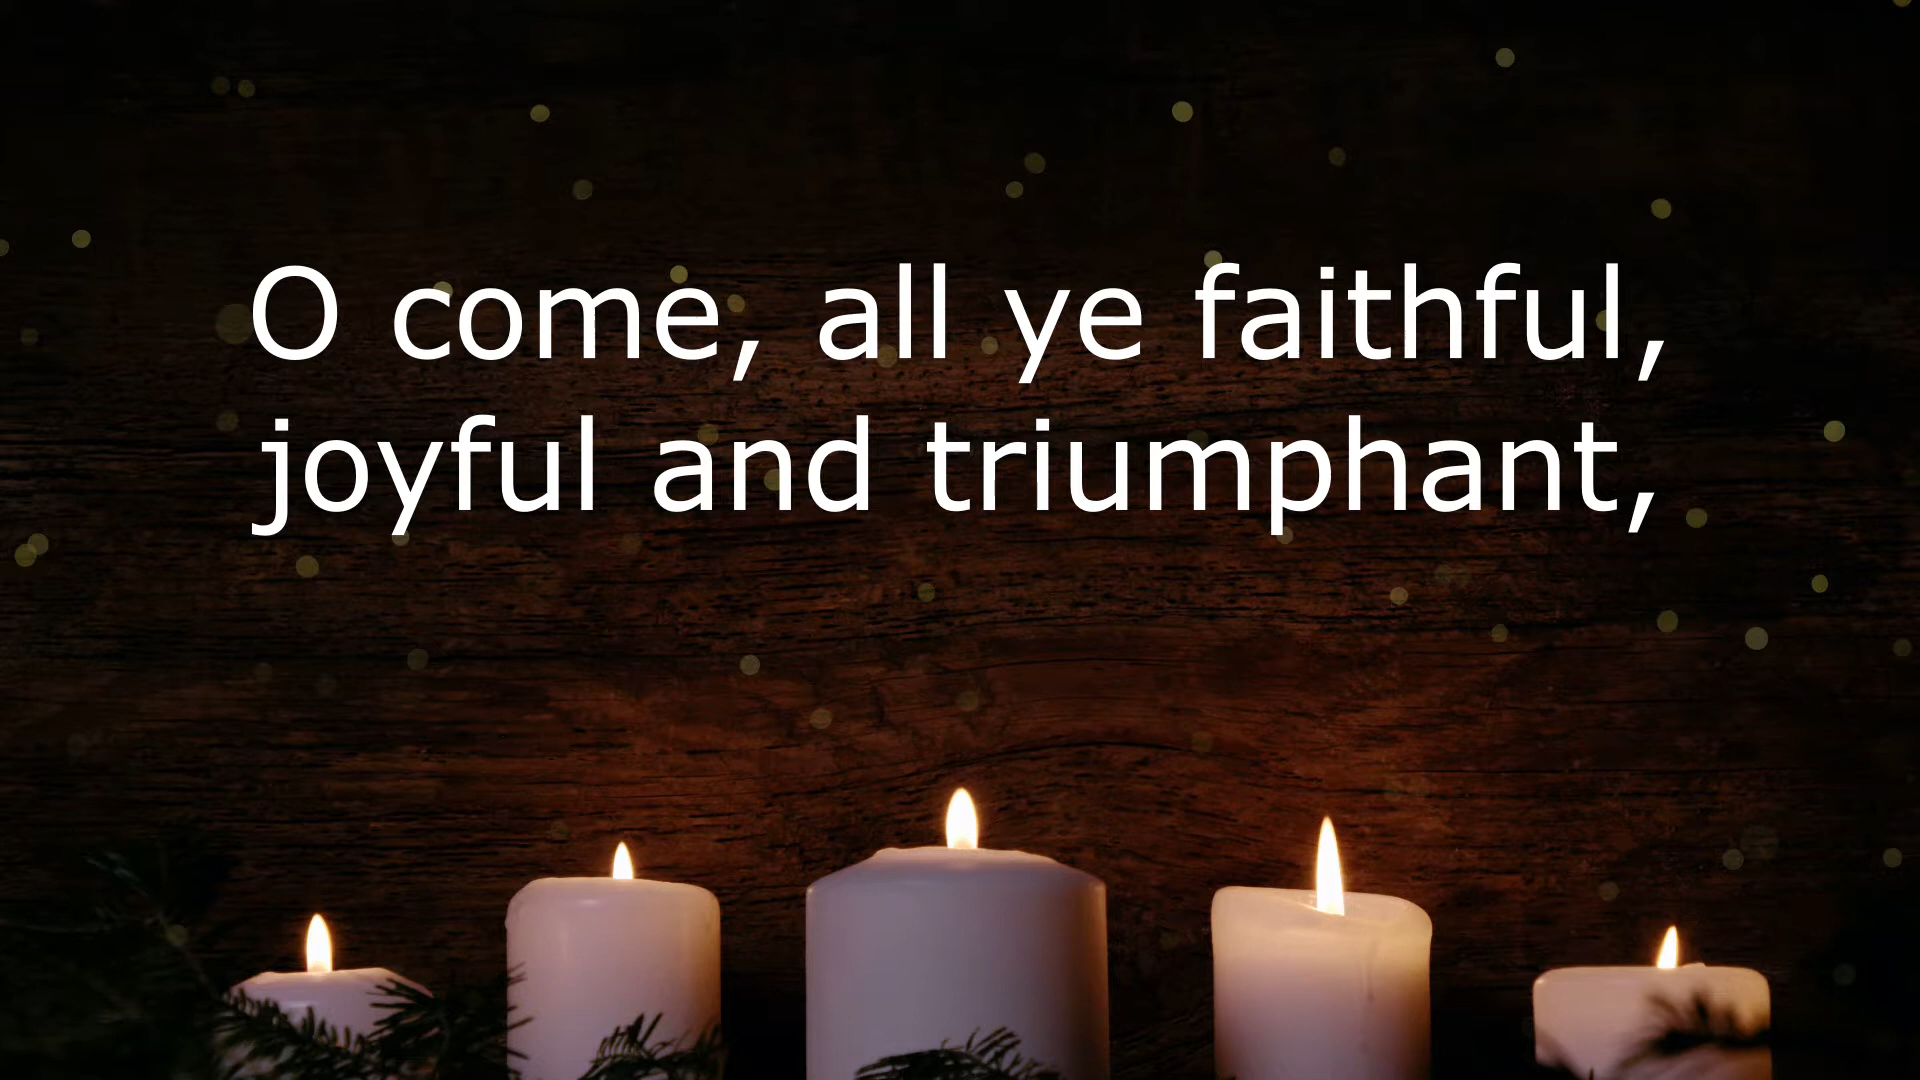 O come, all ye faithful,
joyful and triumphant,